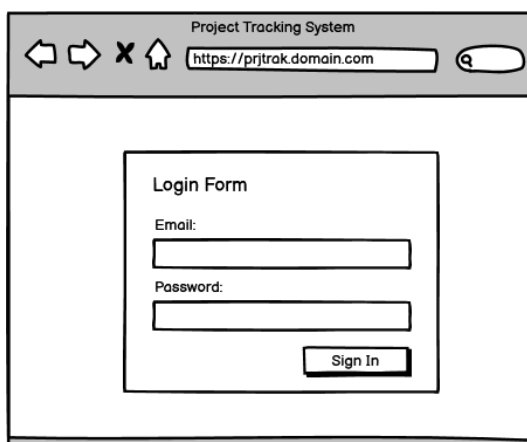 Project Tracking System
https://prjtrak.domain.com
Login Form
Email:
Password:
Sign In